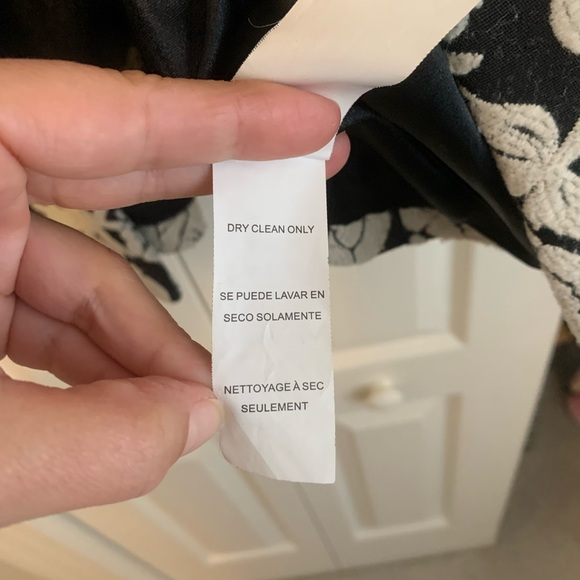 DRY CLEAN ONLY
SE PUEDE LAVAR EN
SECO SOLAMENTE
NETTOYAGE À SEC
SEULEMENT